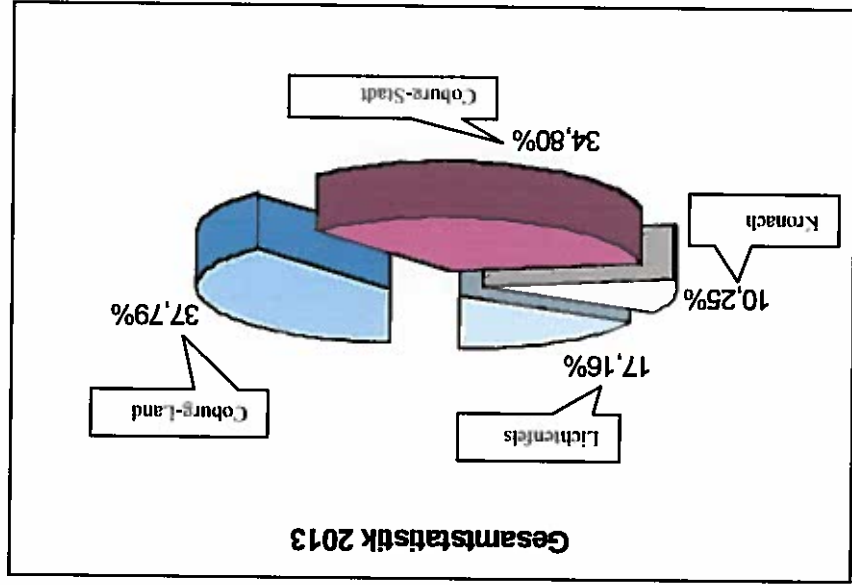 Gesamtstatistik 2013
Lichtenfels
17,16%
Coburg-Land
37,79%
Kronach
10,25%
34,80%
Coburg-Stadt